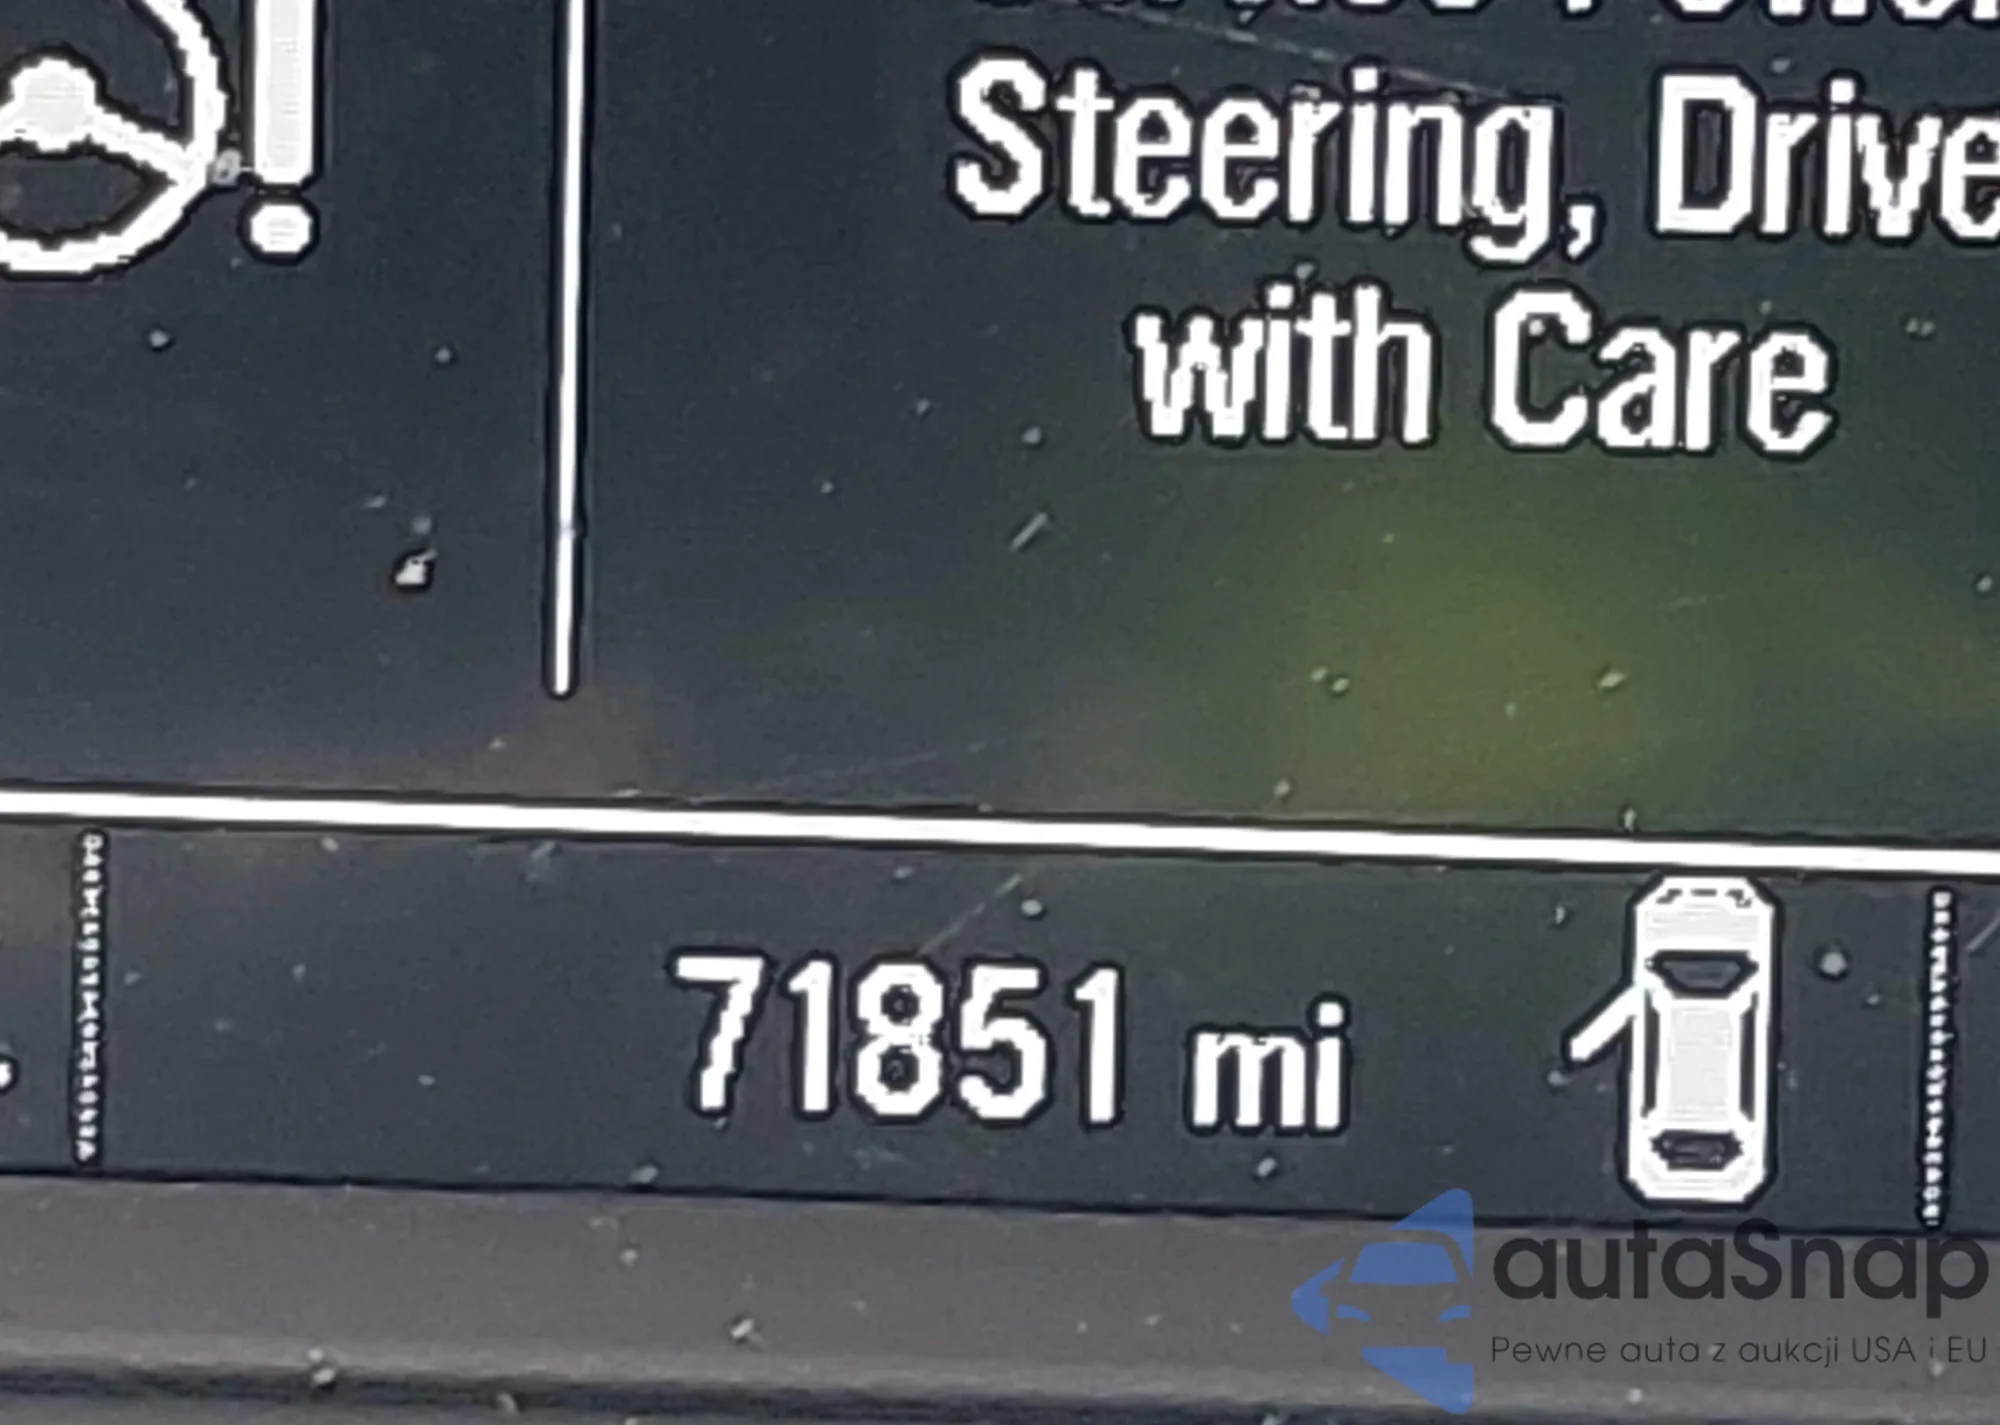 Steering, Drive
with Care
71851 mi
autaSnap
Pewne auta z aukcji USA i EU